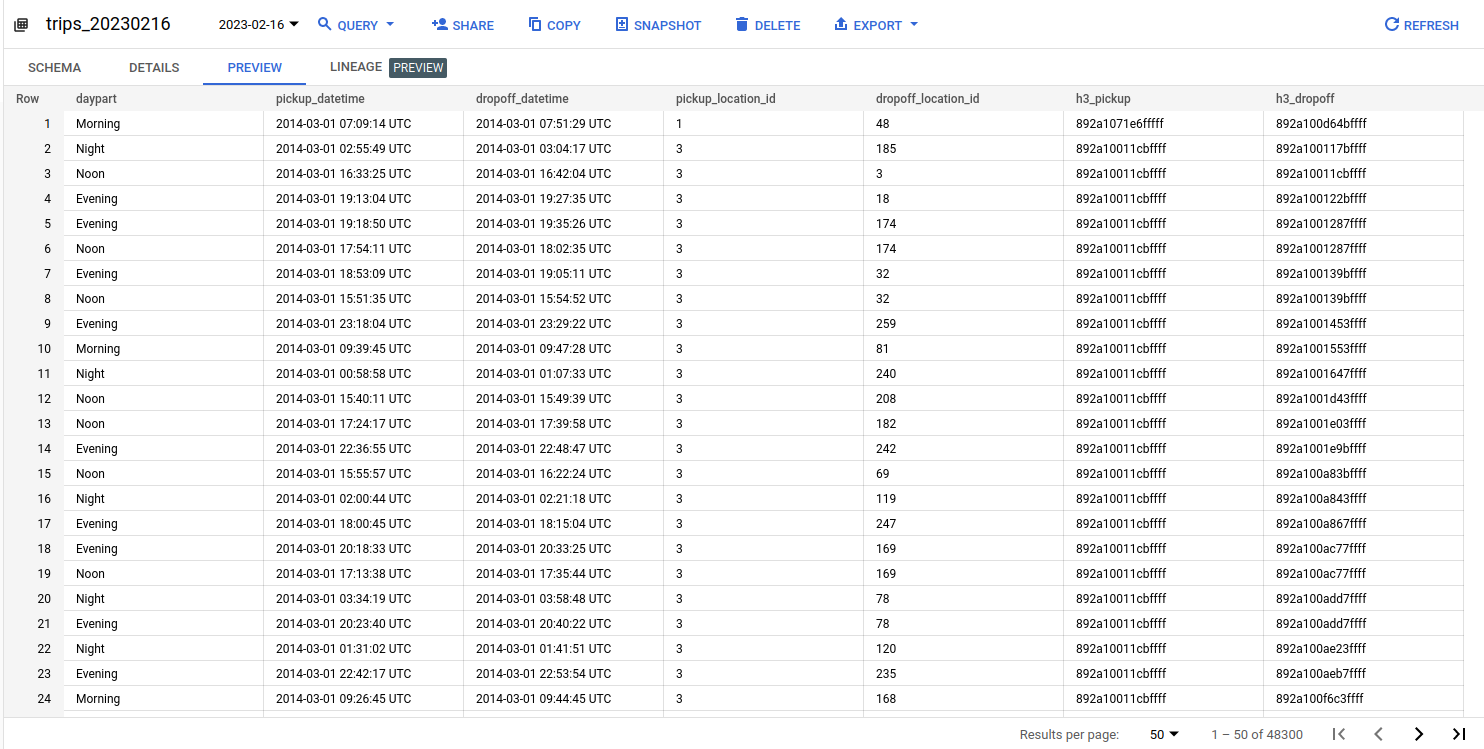 trips_20230216 2023-02-16 QUERY SHARE COPY SNAPSHOT DELETE EXPORT REFRESH
SCHEMA DETAILS PREVIEW LINEAGE PREVIEW
Row daypart pickup_datetime dropoff_datetime pickup_location_id dropoff_location_id h3_pickup h3_dropoff
1 Morning 2014-03-01 07:09:14 UTC 2014-03-01 07:51:29 UTC 1 48 892a1071e6fffff 892a100d64bffff
2 Night 2014-03-01 02:55:49 UTC 2014-03-01 03:04:17 UTC 3 185 892a10011cbffff 892a100117bffff
3 Noon 2014-03-01 16:33:25 UTC 2014-03-01 16:42:04 UTC 3 3 892a10011cbffff 892a10011cbffff
4 Evening 2014-03-01 19:13:04 UTC 2014-03-01 19:27:35 UTC 3 18 892a10011cbffff 892a100122bffff
5 Evening 2014-03-01 19:18:50 UTC 2014-03-01 19:35:26 UTC 3 174 892a10011cbffff 892a1001287ffff
6 Noon 2014-03-01 17:54:11 UTC 2014-03-01 18:02:35 UTC 3 174 892a10011cbffff 892a1001287ffff
7 Evening 2014-03-01 18:53:09 UTC 2014-03-01 19:05:11 UTC 3 32 892a10011cbffff 892a100139bffff
8 Noon 2014-03-01 15:51:35 UTC 2014-03-01 15:54:52 UTC 3 32 892a10011cbffff 892a100139bffff
9 Evening 2014-03-01 23:18:04 UTC 2014-03-01 23:29:22 UTC 3 259 892a10011cbffff 892a1001453ffff
10 Morning 2014-03-01 09:39:45 UTC 2014-03-01 09:47:28 UTC 3 81 892a10011cbffff 892a1001553ffff
11 Night 2014-03-01 00:58:58 UTC 2014-03-01 01:07:33 UTC 3 240 892a10011cbffff 892a1001647ffff
12 Noon 2014-03-01 15:40:11 UTC 2014-03-01 15:49:39 UTC 3 208 892a10011cbffff 892a1001d43ffff
13 Noon 2014-03-01 17:24:17 UTC 2014-03-01 17:39:58 UTC 3 182 892a10011cbffff 892a1001e03ffff
14 Evening 2014-03-01 22:36:55 UTC 2014-03-01 22:48:47 UTC 3 242 892a10011cbffff 892a1001e9bffff
15 Noon 2014-03-01 15:55:57 UTC 2014-03-01 16:22:24 UTC 3 69 892a10011cbffff 892a100a83bffff
16 Night 2014-03-01 02:00:44 UTC 2014-03-01 02:21:18 UTC 3 119 892a10011cbffff 892a100a843ffff
17 Evening 2014-03-01 18:00:45 UTC 2014-03-01 18:15:04 UTC 3 247 892a10011cbffff 892a100a867ffff
18 Evening 2014-03-01 20:18:33 UTC 2014-03-01 20:33:25 UTC 3 169 892a10011cbffff 892a100ac77ffff
19 Noon 2014-03-01 17:13:38 UTC 2014-03-01 17:35:44 UTC 3 169 892a10011cbffff 892a100ac77ffff
20 Night 2014-03-01 03:34:19 UTC 2014-03-01 03:58:48 UTC 3 78 892a10011cbffff 892a100add7ffff
21 Evening 2014-03-01 20:23:40 UTC 2014-03-01 20:40:22 UTC 3 78 892a10011cbffff 892a100add7ffff
22 Night 2014-03-01 01:31:02 UTC 2014-03-01 01:41:51 UTC 3 120 892a10011cbffff 892a100ae23ffff
23 Evening 2014-03-01 22:42:17 UTC 2014-03-01 22:53:54 UTC 3 235 892a10011cbffff 892a100aeb7ffff
24 Morning 2014-03-01 09:26:45 UTC 2014-03-01 09:44:45 UTC 3 168 892a10011cbffff 892a100f6c3ffff
Results per page: 50 1 – 50 of 48300